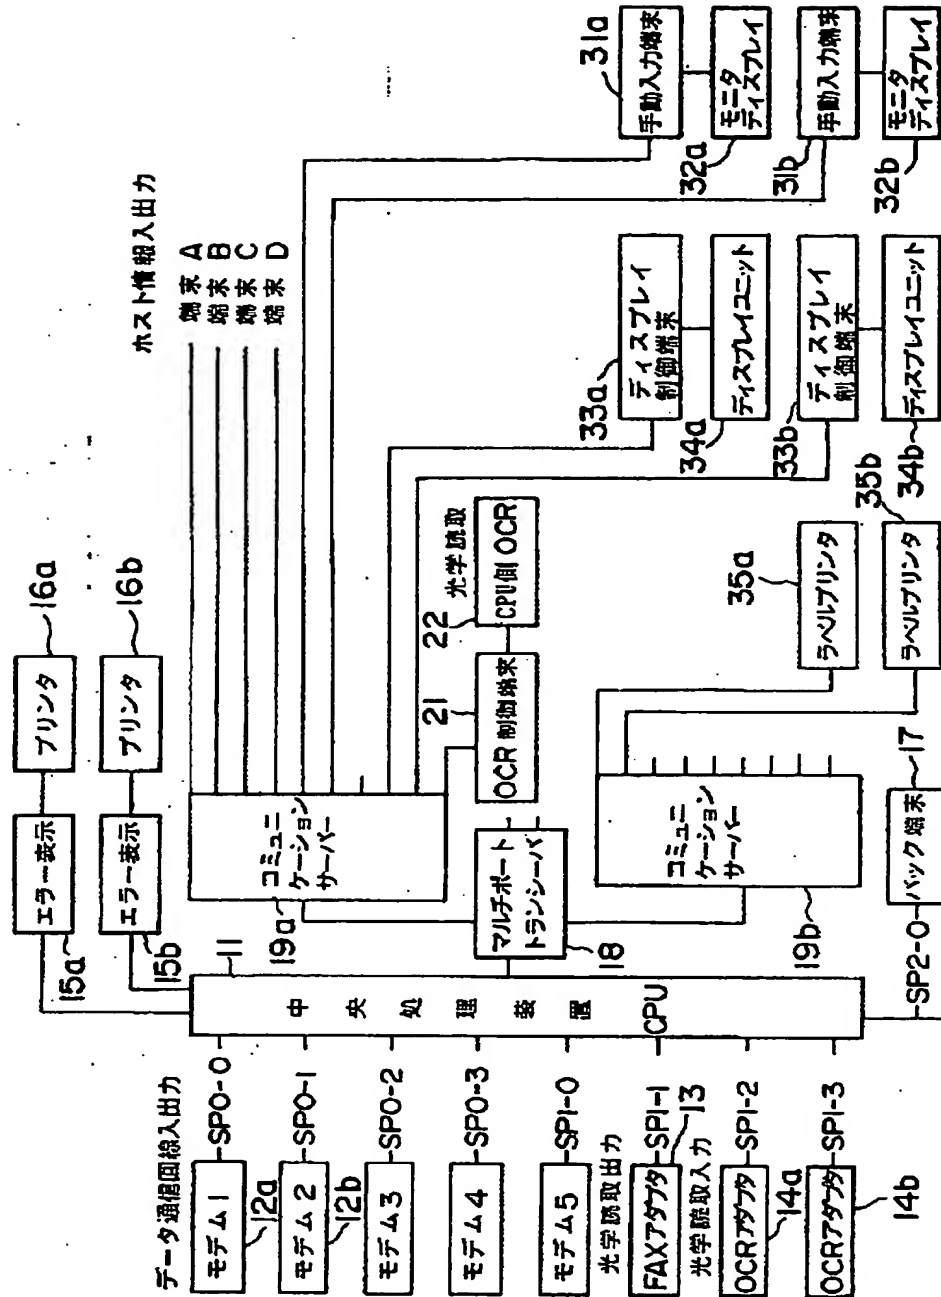 データ通信回線入出力
モデム1
12a
SP0-0
モデム2
12b
SP0-1
モデム3
SP0-2
モデム4
SP0-3
モデム5
SP1-0
光学読取出力
FAXアダプタ
SP1-1
13
光学読取入力
OCRアダプタ
SP1-2
14a
OCRアダプタ
SP1-3
14b
中央処理装置 CPU
11
エラー表示
15a
プリンタ
16a
エラー表示
15b
プリンタ
16b
コミュニ
ケーション
サーバー
19a
マルチポート
トランシーバ
18
コミュニ
ケーション
サーバー
19b
SP2-0
バック端末
17
OCR制御端末
21
光学読取
CPU側OCR
22
ホスト情報入出力
端末 A
端末 B
端末 C
端末 D
ラベルプリンタ
35a
ラベルプリンタ
35b
ディスプレイ
制御端末
33a
ディスプレイユニット
34a
ディスプレイ
制御端末
33b
ディスプレイユニット
34b
手動入力端末
31a
モニタ
ディスプレイ
32a
手動入力端末
31b
モニタ
ディスプレイ
32b